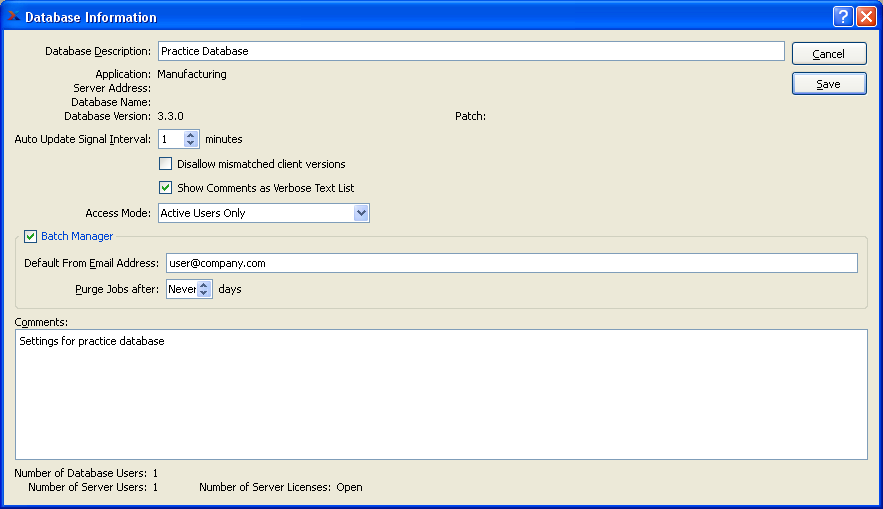 Database Information
Database Description: Practice Database
Cancel
Application: Manufacturing
Save
Server Address:
Database Name:
Database Version: 3.3.0 Patch:
Auto Update Signal Interval: 1 minutes
Disallow mismatched client versions
Show Comments as Verbose Text List
Access Mode: Active Users Only
Batch Manager
Default From Email Address: user@company.com
Purge Jobs after: Never days
Comments:
Settings for practice database
Number of Database Users: 1
Number of Server Users: 1 Number of Server Licenses: Open